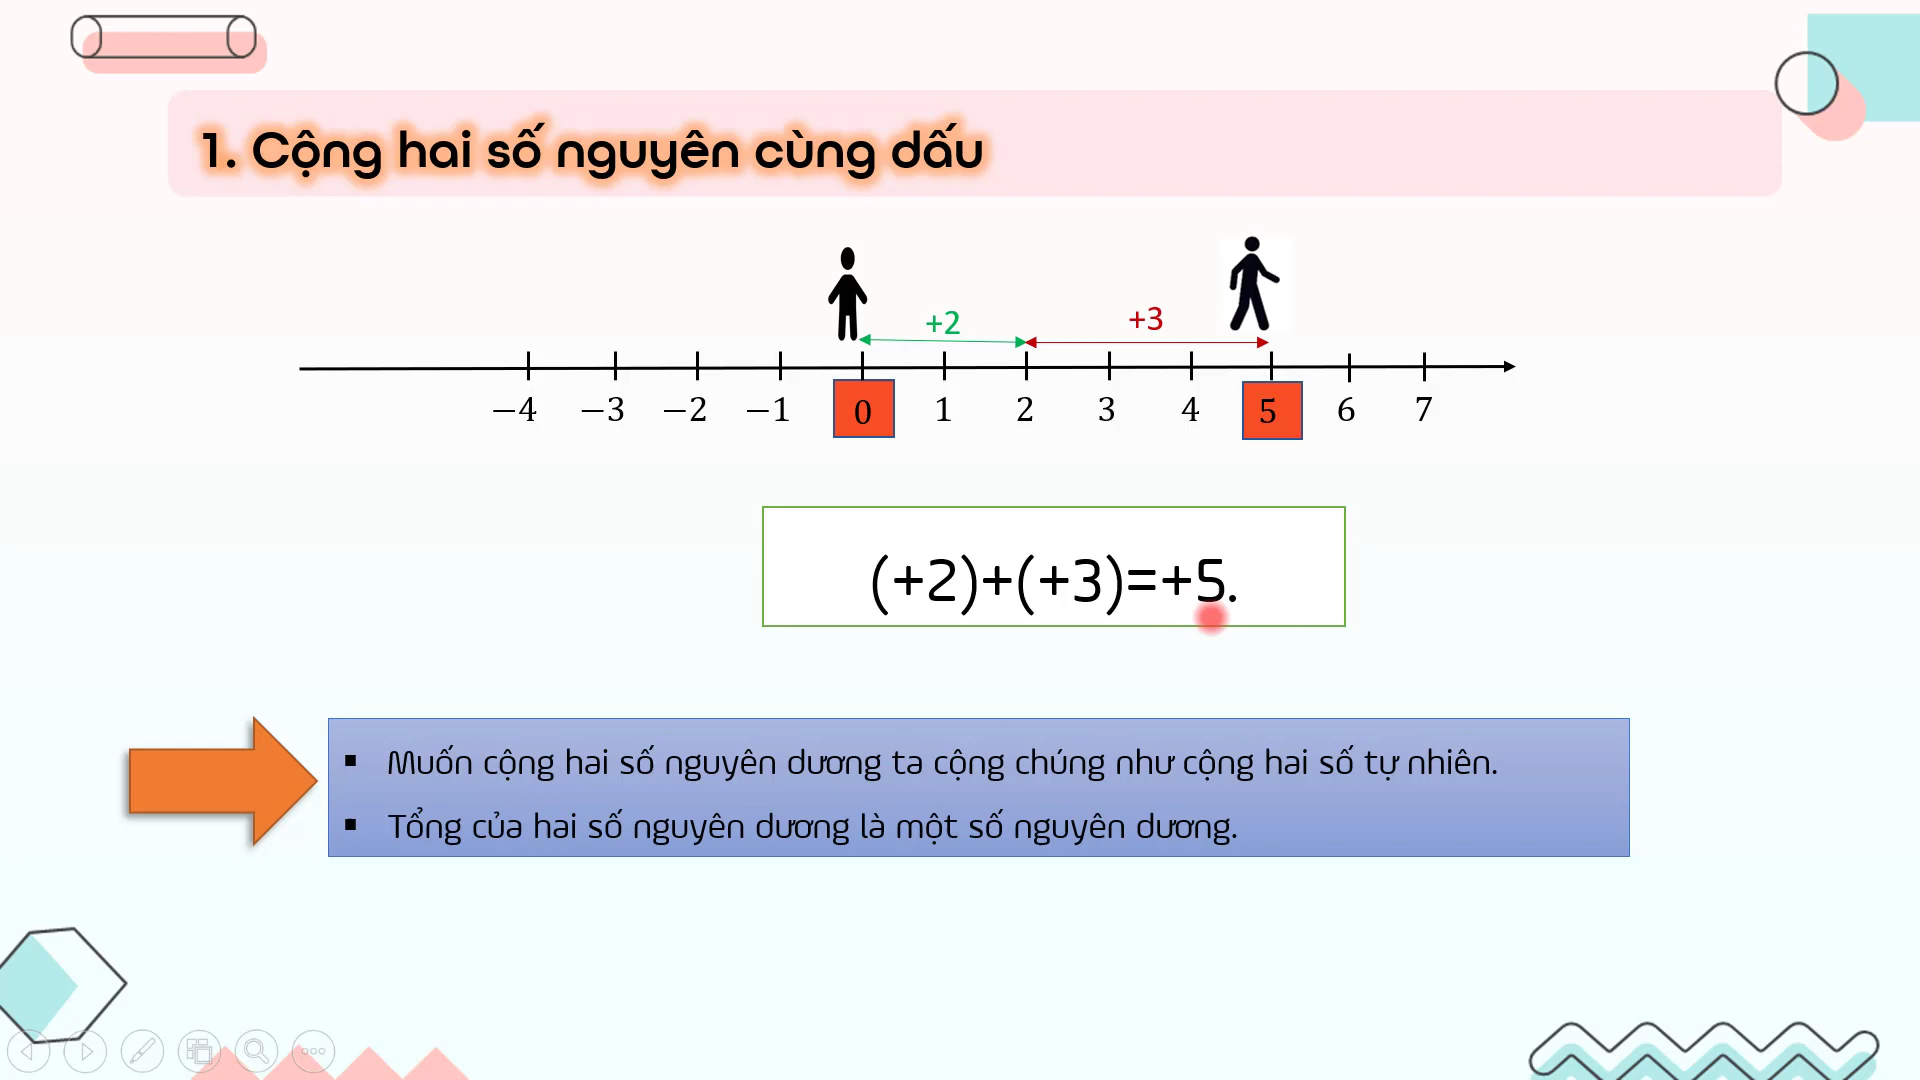 1. Cộng hai số nguyên cùng dấu
+2
+3
−4 −3 −2 −1 0 1 2 3 4 5 6 7
(+2)+(+3)=+5.
▪ Muốn cộng hai số nguyên dương ta cộng chúng như cộng hai số tự nhiên.
▪ Tổng của hai số nguyên dương là một số nguyên dương.